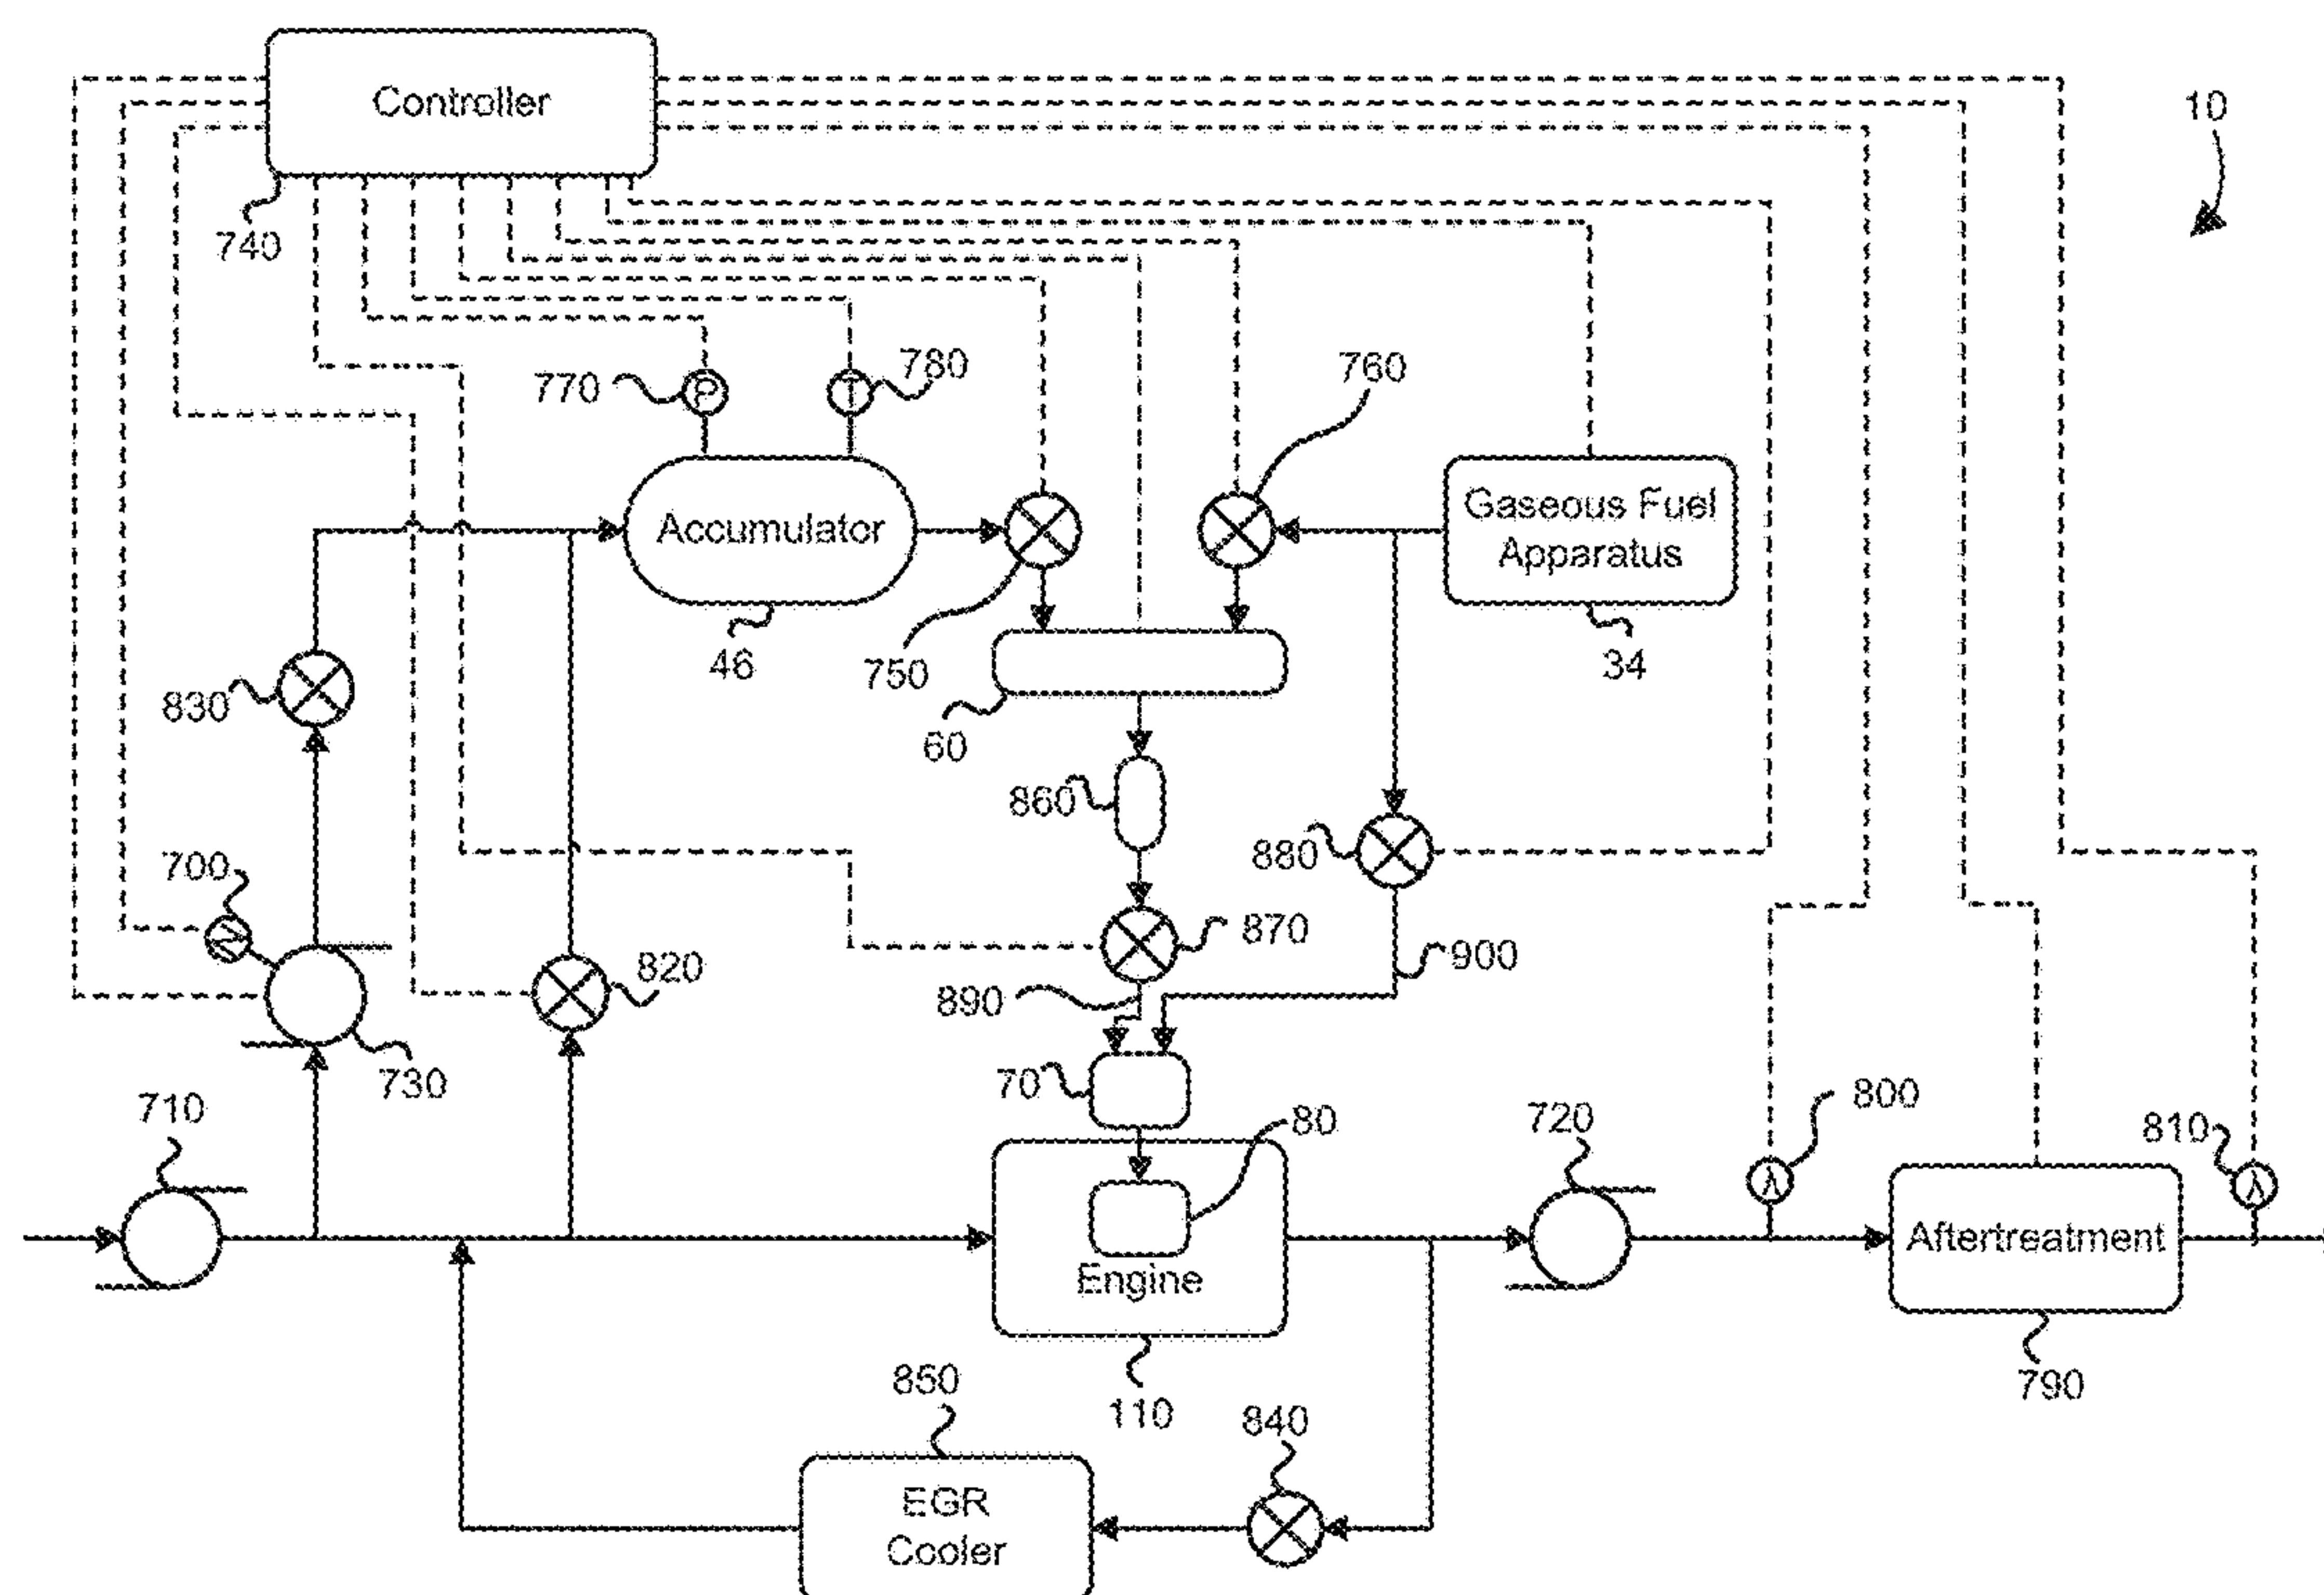 Controller
10
740
780
770
760
Gaseous Fuel
Apparatus
Accumulator
P
T
46
750
34
830
60
860
700
N
880
870
820
900
890
730
70
710
80
720
800
810
λ
λ
Aftertreatment
Engine
790
850
110
840
EGR
Cooler